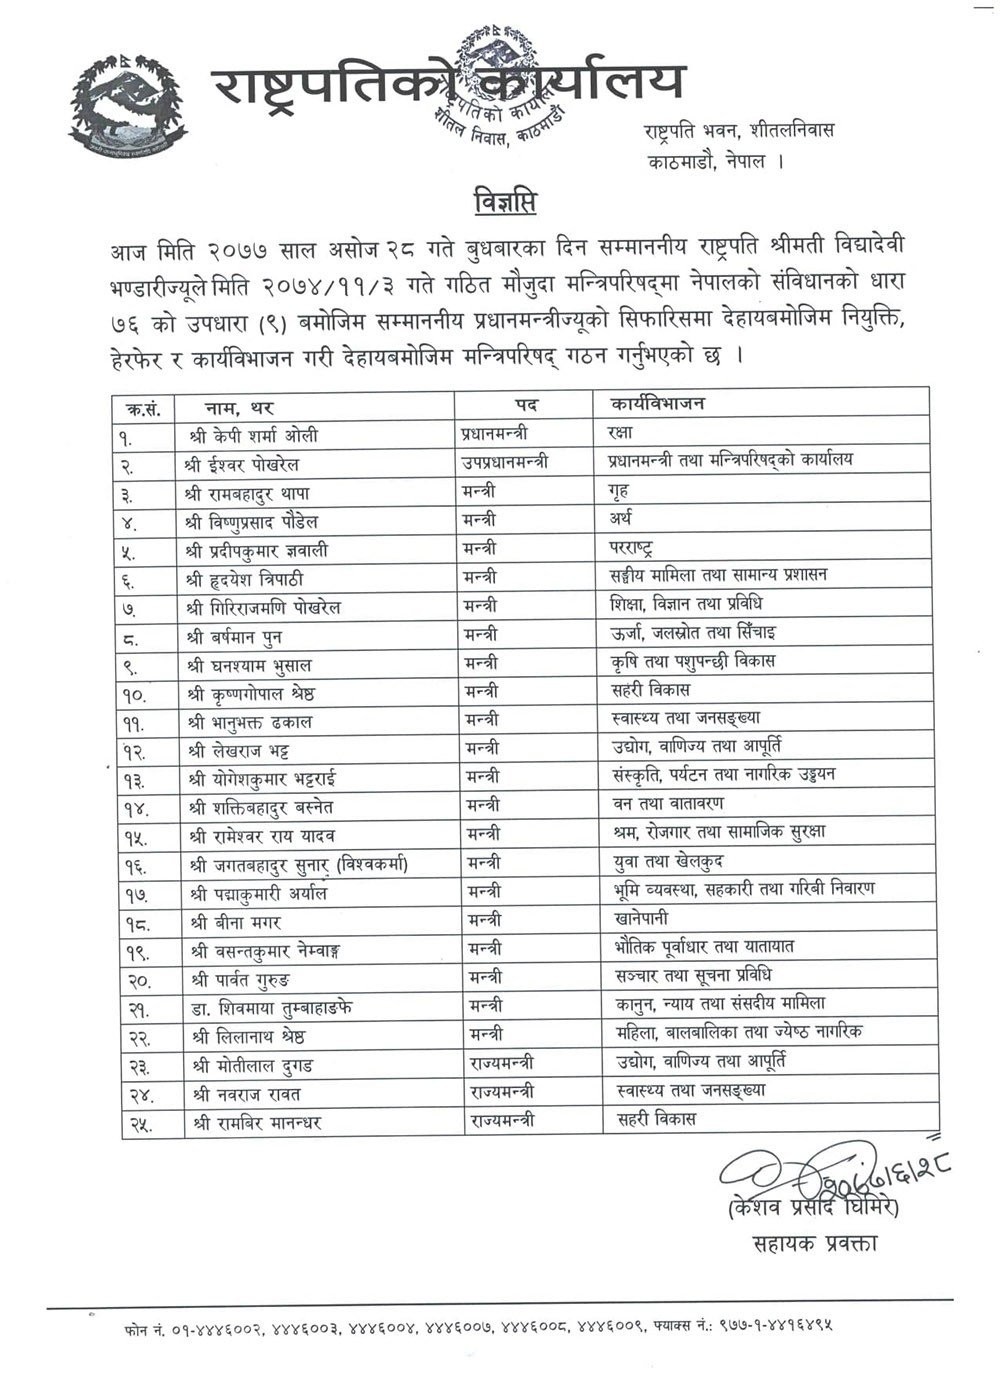 राष्ट्रपतिको कार्यालय
राष्ट्रपतिको कार्यालय
शीतल निवास, काठमाडौं
राष्ट्रपति भवन, शीतलनिवास
काठमाडौं, नेपाल ।
विज्ञप्ति
आज मिति २०७७ साल असोज २८ गते बुधबारका दिन सम्माननीय राष्ट्रपति श्रीमती विद्यादेवी
भण्डारीज्यूले मिति २०७४/११/३ गते गठित मौजुदा मन्त्रिपरिषद्‌मा नेपालको संविधानको धारा
७६ को उपधारा (९) बमोजिम सम्माननीय प्रधानमन्त्रीज्यूको सिफारिसमा देहायबमोजिम नियुक्ति,
हेरफेर र कार्यविभाजन गरी देहायबमोजिम मन्त्रिपरिषद् गठन गर्नुभएको छ ।
क्र.सं. नाम, थर पद कार्यविभाजन
१. श्री केपी शर्मा ओली प्रधानमन्त्री रक्षा
२. श्री ईश्वर पोखरेल उपप्रधानमन्त्री प्रधानमन्त्री तथा मन्त्रिपरिषद्‌को कार्यालय
३. श्री रामबहादुर थापा मन्त्री गृह
४. श्री विष्णुप्रसाद पौडेल मन्त्री अर्थ
५. श्री प्रदीपकुमार ज्ञवाली मन्त्री परराष्ट्र
६. श्री हृदयेश त्रिपाठी मन्त्री सङ्घीय मामिला तथा सामान्य प्रशासन
७. श्री गिरिराजमणि पोखरेल मन्त्री शिक्षा, विज्ञान तथा प्रविधि
८. श्री बर्षमान पुन मन्त्री ऊर्जा, जलस्रोत तथा सिँचाइ
९. श्री घनश्याम भुसाल मन्त्री कृषि तथा पशुपन्छी विकास
१०. श्री कृष्णगोपाल श्रेष्ठ मन्त्री सहरी विकास
११. श्री भानुभक्त ढकाल मन्त्री स्वास्थ्य तथा जनसङ्ख्या
१२. श्री लेखराज भट्ट मन्त्री उद्योग, वाणिज्य तथा आपूर्ति
१३. श्री योगेशकुमार भट्टराई मन्त्री संस्कृति, पर्यटन तथा नागरिक उड्डयन
१४. श्री शक्तिबहादुर बस्नेत मन्त्री वन तथा वातावरण
१५. श्री रामेश्वर राय यादव मन्त्री श्रम, रोजगार तथा सामाजिक सुरक्षा
१६. श्री जगतबहादुर सुनार (विश्वकर्मा) मन्त्री युवा तथा खेलकुद
१७. श्री पद्माकुमारी अर्याल मन्त्री भूमि व्यवस्था, सहकारी तथा गरिबी निवारण
१८. श्री बीना मगर मन्त्री खानेपानी
१९. श्री वसन्तकुमार नेम्वाङ्ग मन्त्री भौतिक पूर्वाधार तथा यातायात
२०. श्री पार्वत गुरुङ मन्त्री सञ्चार तथा सूचना प्रविधि
२१. डा. शिवमाया तुम्बाहाङफे मन्त्री कानुन, न्याय तथा संसदीय मामिला
२२. श्री लिलानाथ श्रेष्ठ मन्त्री महिला, बालबालिका तथा ज्येष्ठ नागरिक
२३. श्री मोतीलाल दुगड राज्यमन्त्री उद्योग, वाणिज्य तथा आपूर्ति
२४. श्री नवराज रावत राज्यमन्त्री स्वास्थ्य तथा जनसङ्ख्या
२५. श्री रामबिर मानन्धर राज्यमन्त्री सहरी विकास
२०७७/६/२८
(केशव प्रसाद घिमिरे)
सहायक प्रवक्ता
फोन नं. ०१-४४४६००२, ४४४६००३, ४४४६००४, ४४४६००७, ४४४६००८, ४४४६००९, फ्याक्स नं.: ९७७-१-४४१६४९५